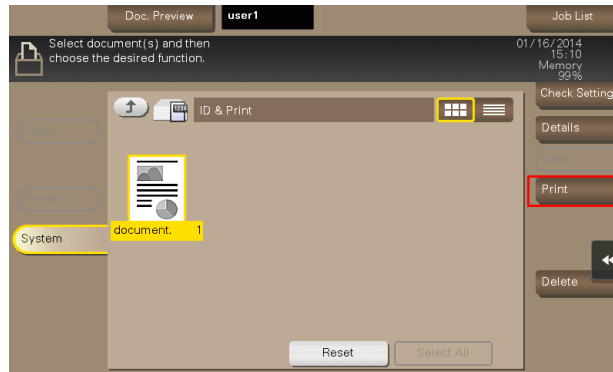 Doc. Preview
user1
Job List
Select document(s) and then
choose the desired function.
01/16/2014
15:10
Memory
99%
Check Setting
ID & Print
Details
Print
System
document. 1
Delete
Reset
Select All